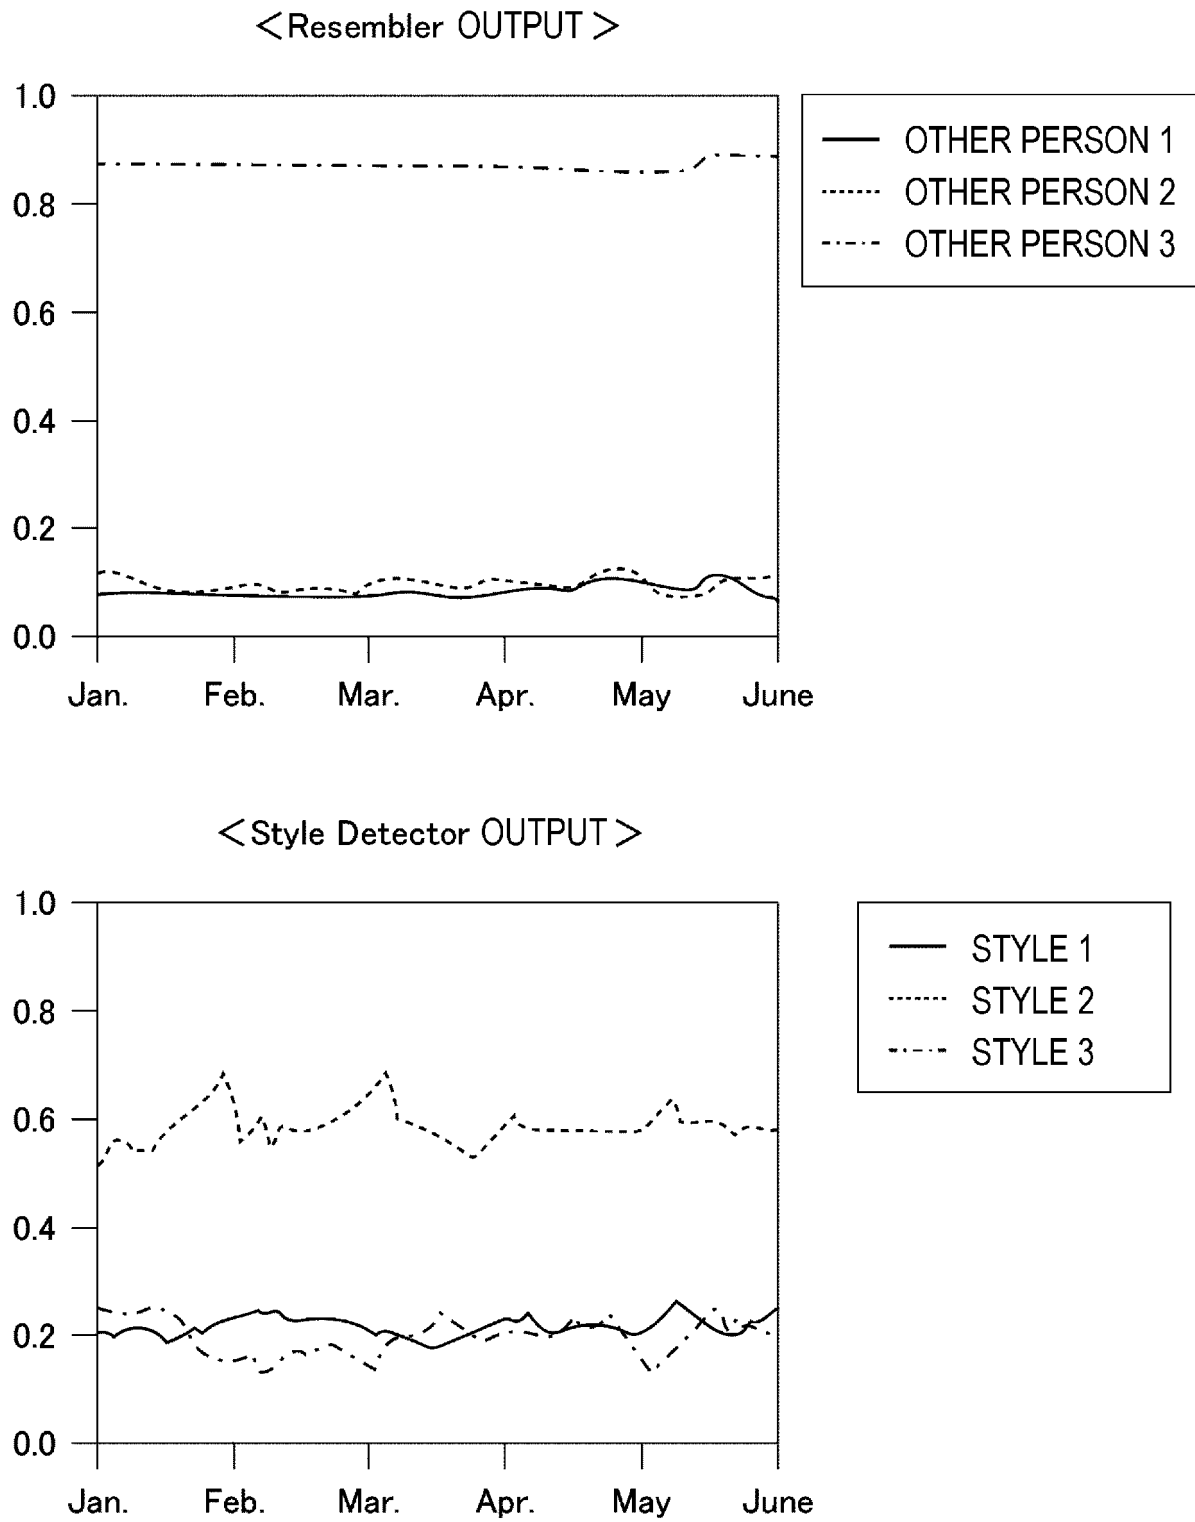 <Resembler OUTPUT>
1.0
0.8
0.6
0.4
0.2
0.0
Jan. Feb. Mar. Apr. May June
OTHER PERSON 1
OTHER PERSON 2
OTHER PERSON 3
<Style Detector OUTPUT>
1.0
0.8
0.6
0.4
0.2
0.0
Jan. Feb. Mar. Apr. May June
STYLE 1
STYLE 2
STYLE 3